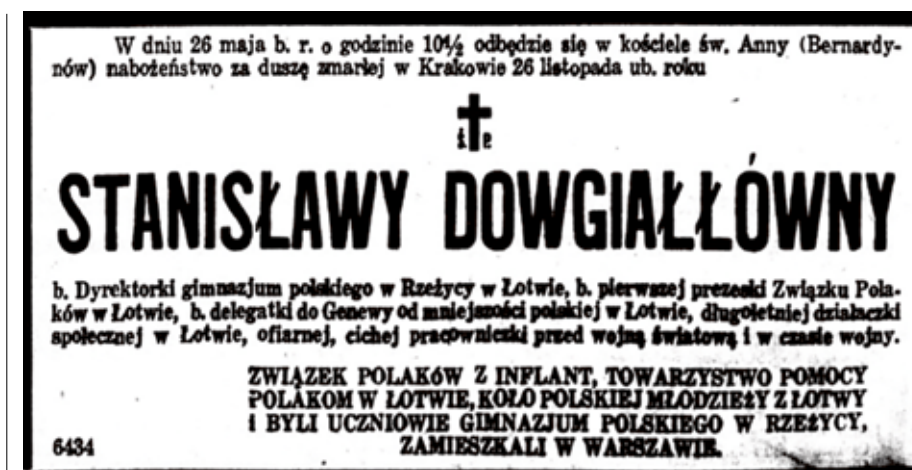 W dniu 26 maja b. r. o godzinie 10½ odbędzie się w kościele św. Anny (Bernardy-
nów) nabożeństwo za duszę zmarłej w Krakowie 26 listopada ub. roku
ś p
STANISŁAWY DOWGIAŁŁÓWNY
b. Dyrektorki gimnazjum polskiego w Rzeżycy w Łotwie, b. pierwszej prezeski Związku Pola-
ków w Łotwie, b. delegatki do Genewy od mniejszości polskiej w Łotwie, długoletniej działaczki
społecznej w Łotwie, ofiarnej, cichej pracowniczki przed wojną światową i w czasie wojny.
ZWIĄZEK POLAKÓW Z INFLANT, TOWARZYSTWO POMOCY
POLAKOM W ŁOTWIE, KOŁO POLSKIEJ MŁODZIEŻY Z ŁOTWY
I BYLI UCZNIOWIE GIMNAZJUM POLSKIEGO W RZEŻYCY,
6434 ZAMIESZKALI W WARSZAWIE.